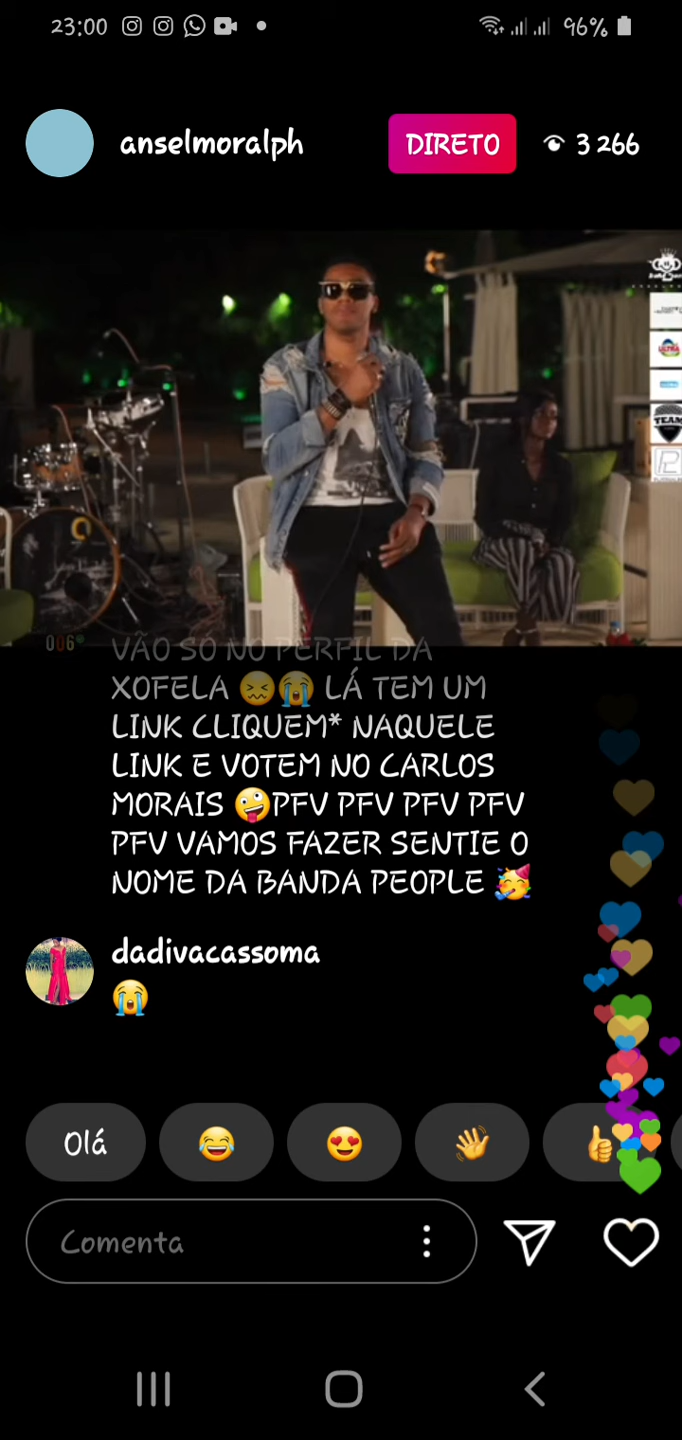 23:00
96%
anselmoralph
DIRETO
3 266
TEAM
006
VÃO SO NO PERFIL DA
XOFELA 😖😭 LÁ TEM UM
LINK CLIQUEM* NAQUELE
LINK E VOTEM NO CARLOS
MORAIS 🤪PFV PFV PFV PFV
PFV VAMOS FAZER SENTIE O
NOME DA BANDA PEOPLE 🥳
dadivacassoma
😭
Olá 😂 😍 👋 👍
Comenta